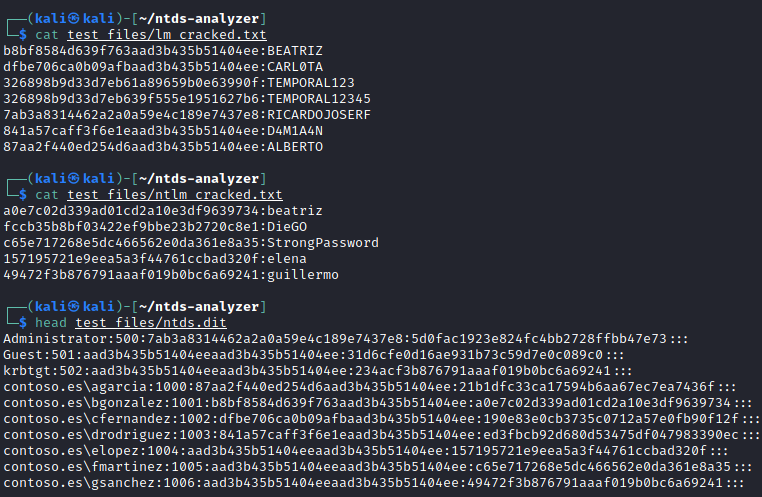 ┌──(kali㉿kali)-[~/ntds-analyzer]
└─$ cat test_files/lm_cracked.txt
b8bf8584d639f763aad3b435b51404ee:BEATRIZ
dfbe706ca0b09afbaad3b435b51404ee:CARL0TA
326898b9d33d7eb61a89659b0e63990f:TEMPORAL123
326898b9d33d7eb639f555e1951627b6:TEMPORAL12345
7ab3a8314462a2a0a59e4c189e7437e8:RICARDOJOSERF
841a57caff3f6e1eaad3b435b51404ee:D4M1A4N
87aa2f440ed254d6aad3b435b51404ee:ALBERTO
┌──(kali㉿kali)-[~/ntds-analyzer]
└─$ cat test_files/ntlm_cracked.txt
a0e7c02d339ad01cd2a10e3df9639734:beatriz
fccb35b8bf03422ef9bbe23b2720c8e1:DieGO
c65e717268e5dc466562e0da361e8a35:StrongPassword
157195721e9eea5a3f44761ccbad320f:elena
49472f3b876791aaaf019b0bc6a69241:guillermo
┌──(kali㉿kali)-[~/ntds-analyzer]
└─$ head test_files/ntds.dit
Administrator:500:7ab3a8314462a2a0a59e4c189e7437e8:5d0fac1923e824fc4bb2728ffbb47e73:::
Guest:501:aad3b435b51404eeaad3b435b51404ee:31d6cfe0d16ae931b73c59d7e0c089c0:::
krbtgt:502:aad3b435b51404eeaad3b435b51404ee:234acf3b876791aaaf019b0bc6a69241:::
contoso.es\agarcia:1000:87aa2f440ed254d6aad3b435b51404ee:21b1dfc33ca17594b6aa67ec7ea7436f:::
contoso.es\bgonzalez:1001:b8bf8584d639f763aad3b435b51404ee:a0e7c02d339ad01cd2a10e3df9639734:::
contoso.es\cfernandez:1002:dfbe706ca0b09afbaad3b435b51404ee:190e83e0cb3735c0712a57e0fb90f12f:::
contoso.es\drodriguez:1003:841a57caff3f6e1eaad3b435b51404ee:ed3fbcb92d680d53475df047983390ec:::
contoso.es\elopez:1004:aad3b435b51404eeaad3b435b51404ee:157195721e9eea5a3f44761ccbad320f:::
contoso.es\fmartinez:1005:aad3b435b51404eeaad3b435b51404ee:c65e717268e5dc466562e0da361e8a35:::
contoso.es\gsanchez:1006:aad3b435b51404eeaad3b435b51404ee:49472f3b876791aaaf019b0bc6a69241:::